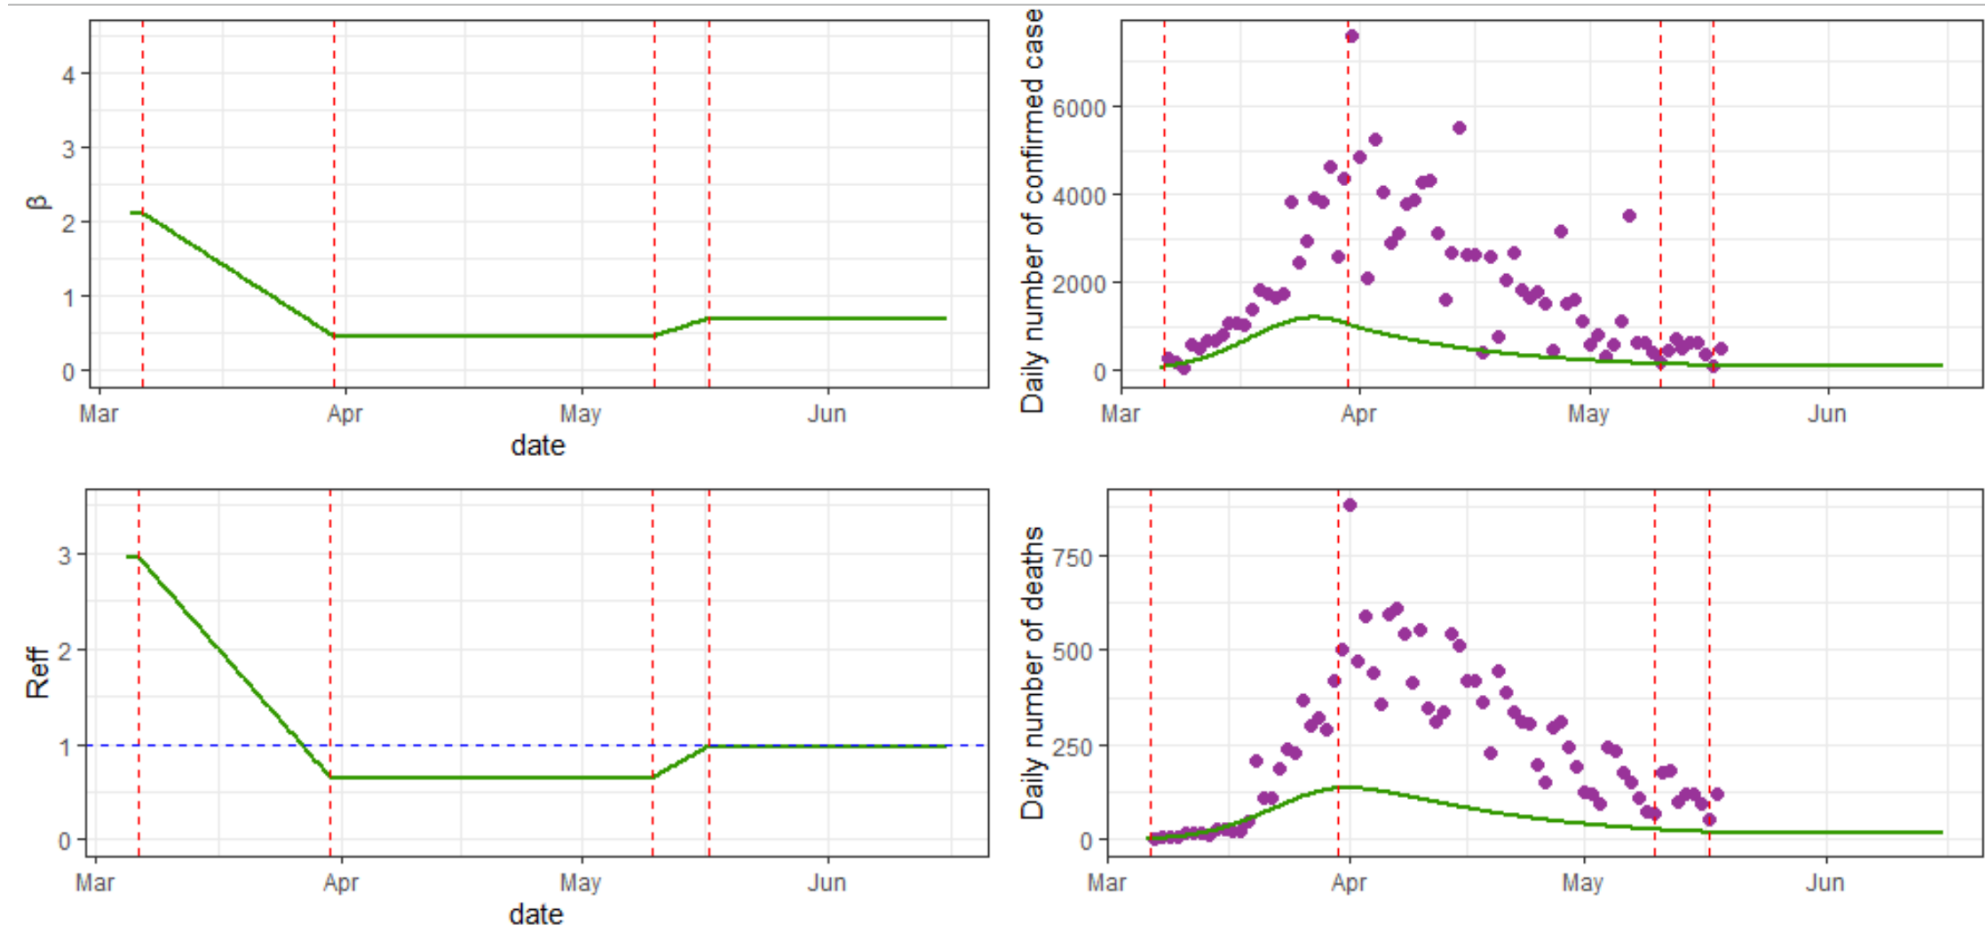 β
4
3
2
1
0
Mar Apr May Jun
date
Daily number of confirmed case
6000
4000
2000
0
Mar Apr May Jun
Reff
3
2
1
0
Mar Apr May Jun
date
Daily number of deaths
750
500
250
0
Mar Apr May Jun